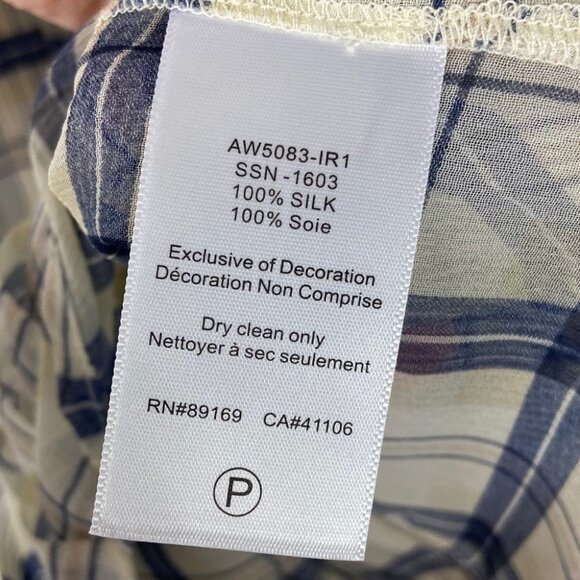 AW5083-IR1
SSN -1603
100% SILK
100% Soie
Exclusive of Decoration
Décoration Non Comprise
Dry clean only
Nettoyer à sec seulement
RN#89169 CA#41106
P